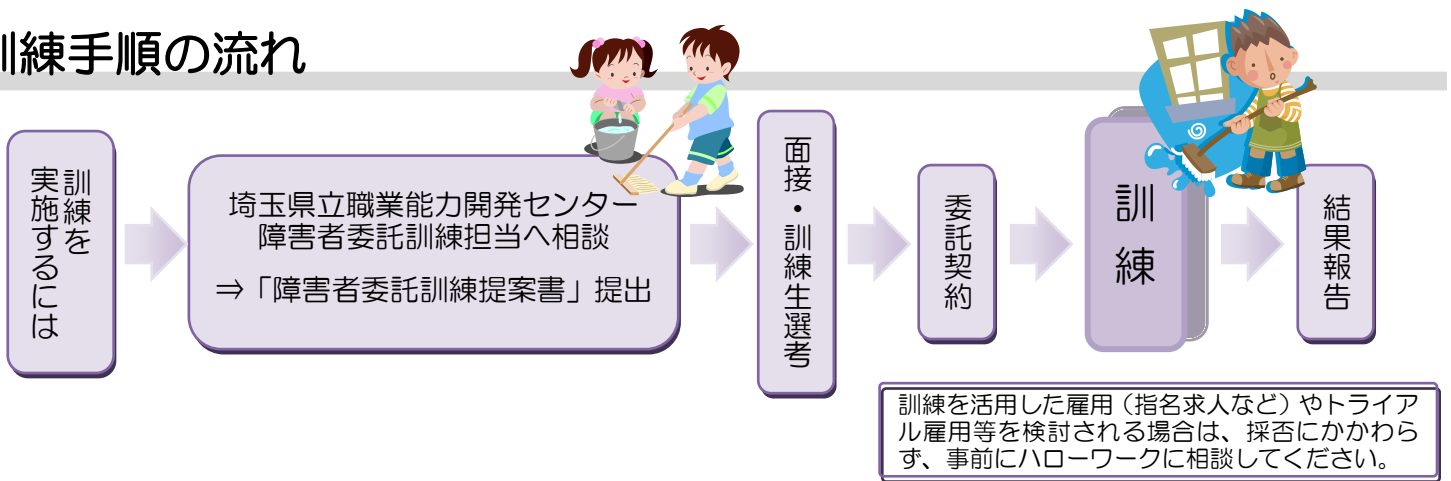 訓練手順の流れ
訓練を
実施するには
埼玉県立職業能力開発センター
障害者委託訓練担当へ相談
⇒「障害者委託訓練提案書」提出
面接・訓練生選考
委託契約
訓練
結果報告
訓練を活用した雇用（指名求人など）やトライア
ル雇用等を検討される場合は、採否にかかわら
ず、事前にハローワークに相談してください。